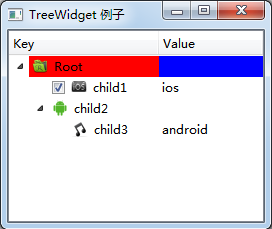 TreeWidget 例子
Key Value
Root
child1 ios
child2
child3 android